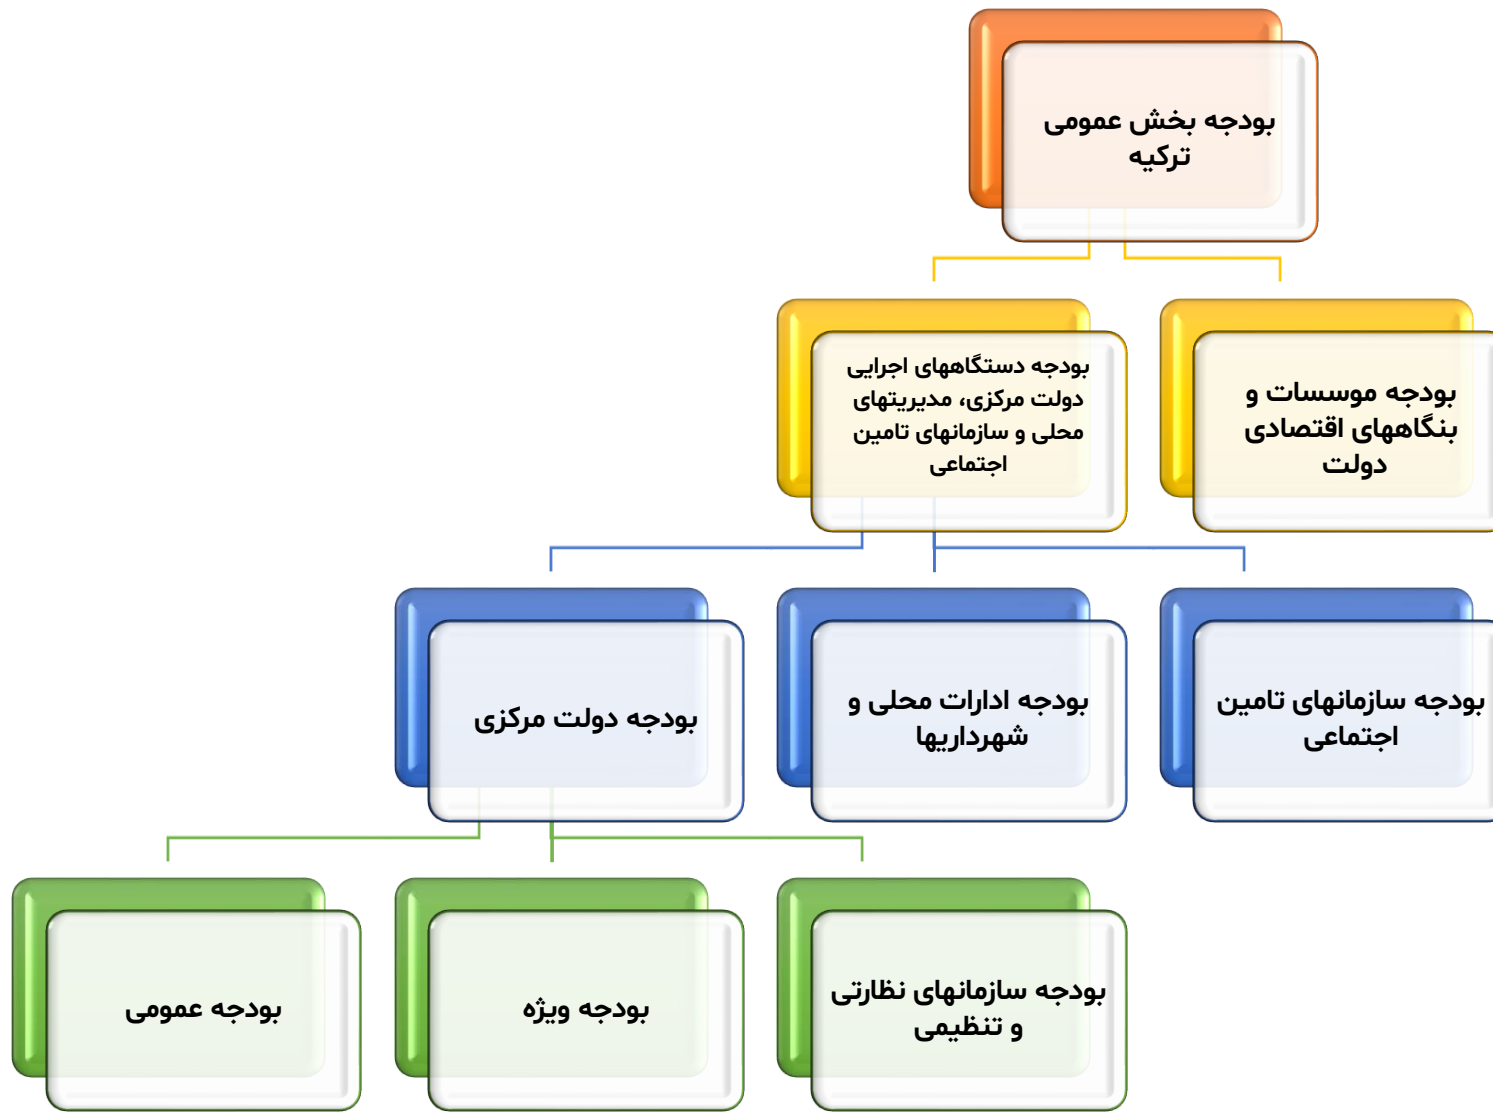 بودجه بخش عمومی
ترکیه
بودجه موسسات و
بنگاههای اقتصادی
دولت
بودجه دستگاههای اجرایی
دولت مرکزی، مدیریتهای
محلی و سازمانهای تامین
اجتماعی
بودجه سازمانهای تامین
اجتماعی
بودجه ادارات محلی و
شهرداریها
بودجه دولت مرکزی
بودجه سازمانهای نظارتی
و تنظیمی
بودجه ویژه
بودجه عمومی